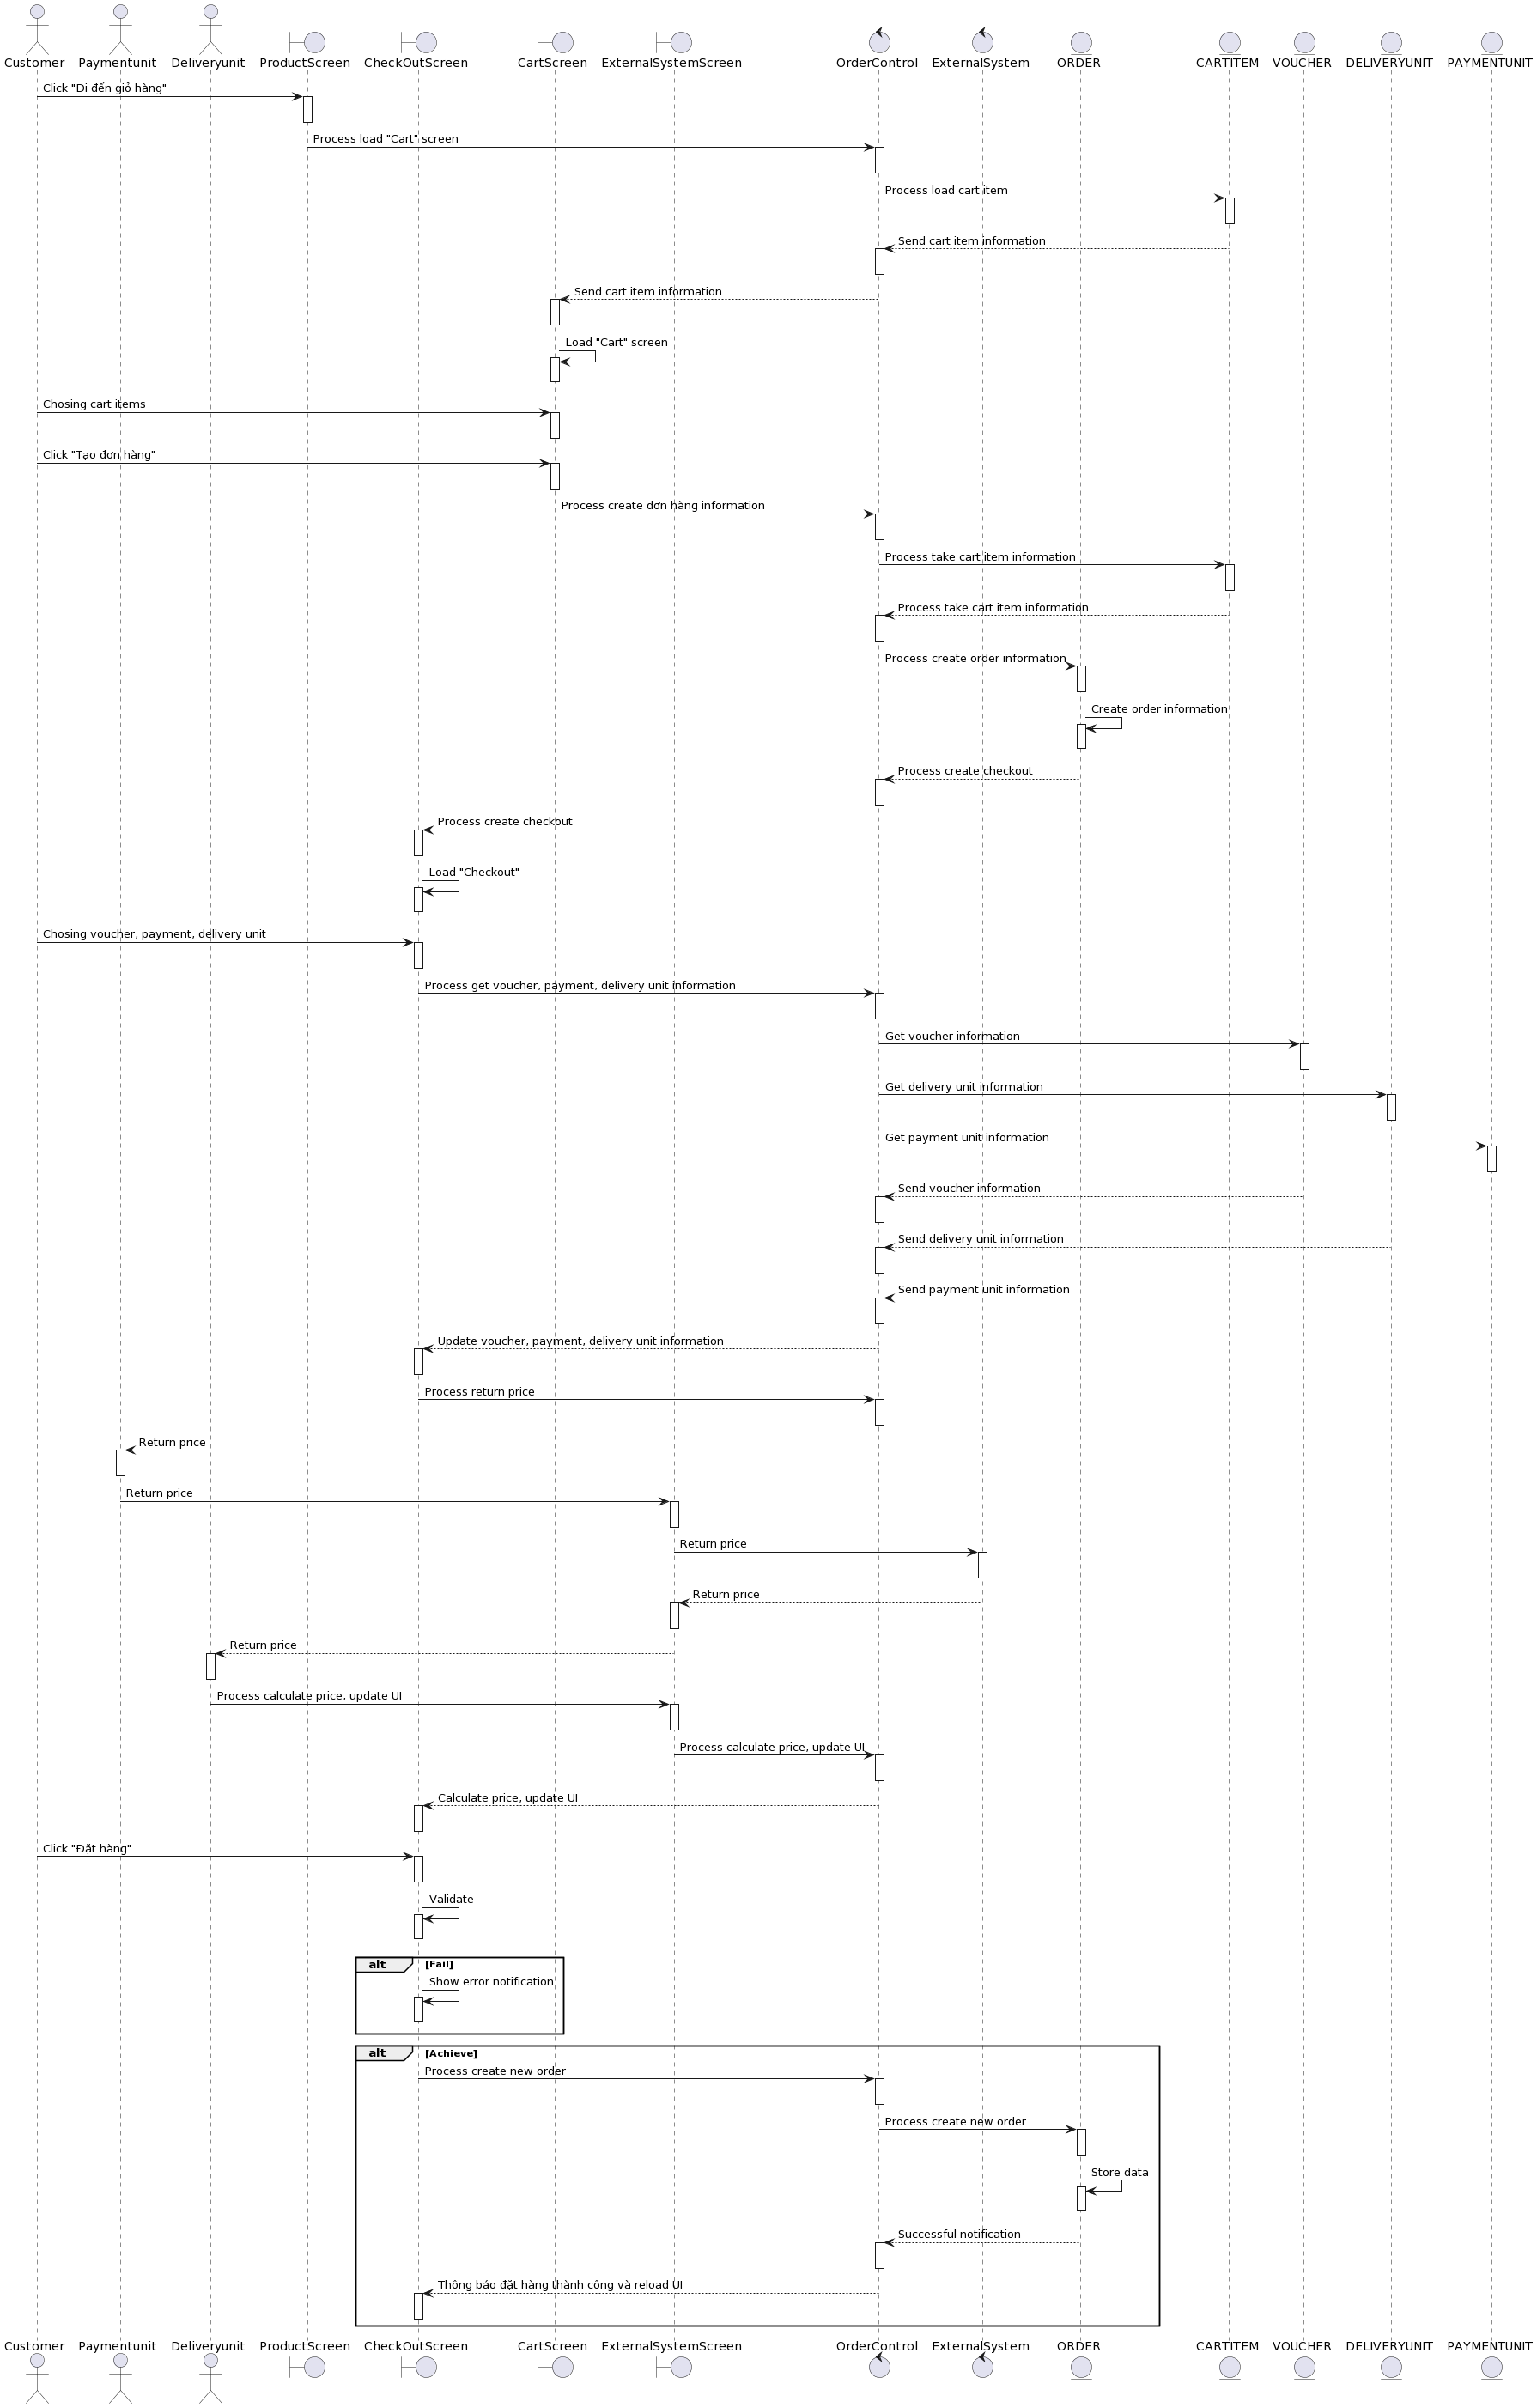 Customer Paymentunit Deliveryunit ProductScreen CheckOutScreen CartScreen ExternalSystemScreen OrderControl ExternalSystem ORDER CARTITEM VOUCHER DELIVERYUNIT PAYMENTUNIT
Click "Đi đến giỏ hàng"
Process load "Cart" screen
Process load cart item
Send cart item information
Send cart item information
Load "Cart" screen
Chosing cart items
Click "Tạo đơn hàng"
Process create đơn hàng information
Process take cart item information
Process take cart item information
Process create order information
Create order information
Process create checkout
Process create checkout
Load "Checkout"
Chosing voucher, payment, delivery unit
Process get voucher, payment, delivery unit information
Get voucher information
Get delivery unit information
Get payment unit information
Send voucher information
Send delivery unit information
Send payment unit information
Update voucher, payment, delivery unit information
Process return price
Return price
Return price
Return price
Return price
Return price
Process calculate price, update UI
Process calculate price, update UI
Calculate price, update UI
Click "Đặt hàng"
Validate
alt [Fail]
Show error notification
alt [Achieve]
Process create new order
Process create new order
Store data
Successful notification
Thông báo đặt hàng thành công và reload UI
Customer Paymentunit Deliveryunit ProductScreen CheckOutScreen CartScreen ExternalSystemScreen OrderControl ExternalSystem ORDER CARTITEM VOUCHER DELIVERYUNIT PAYMENTUNIT